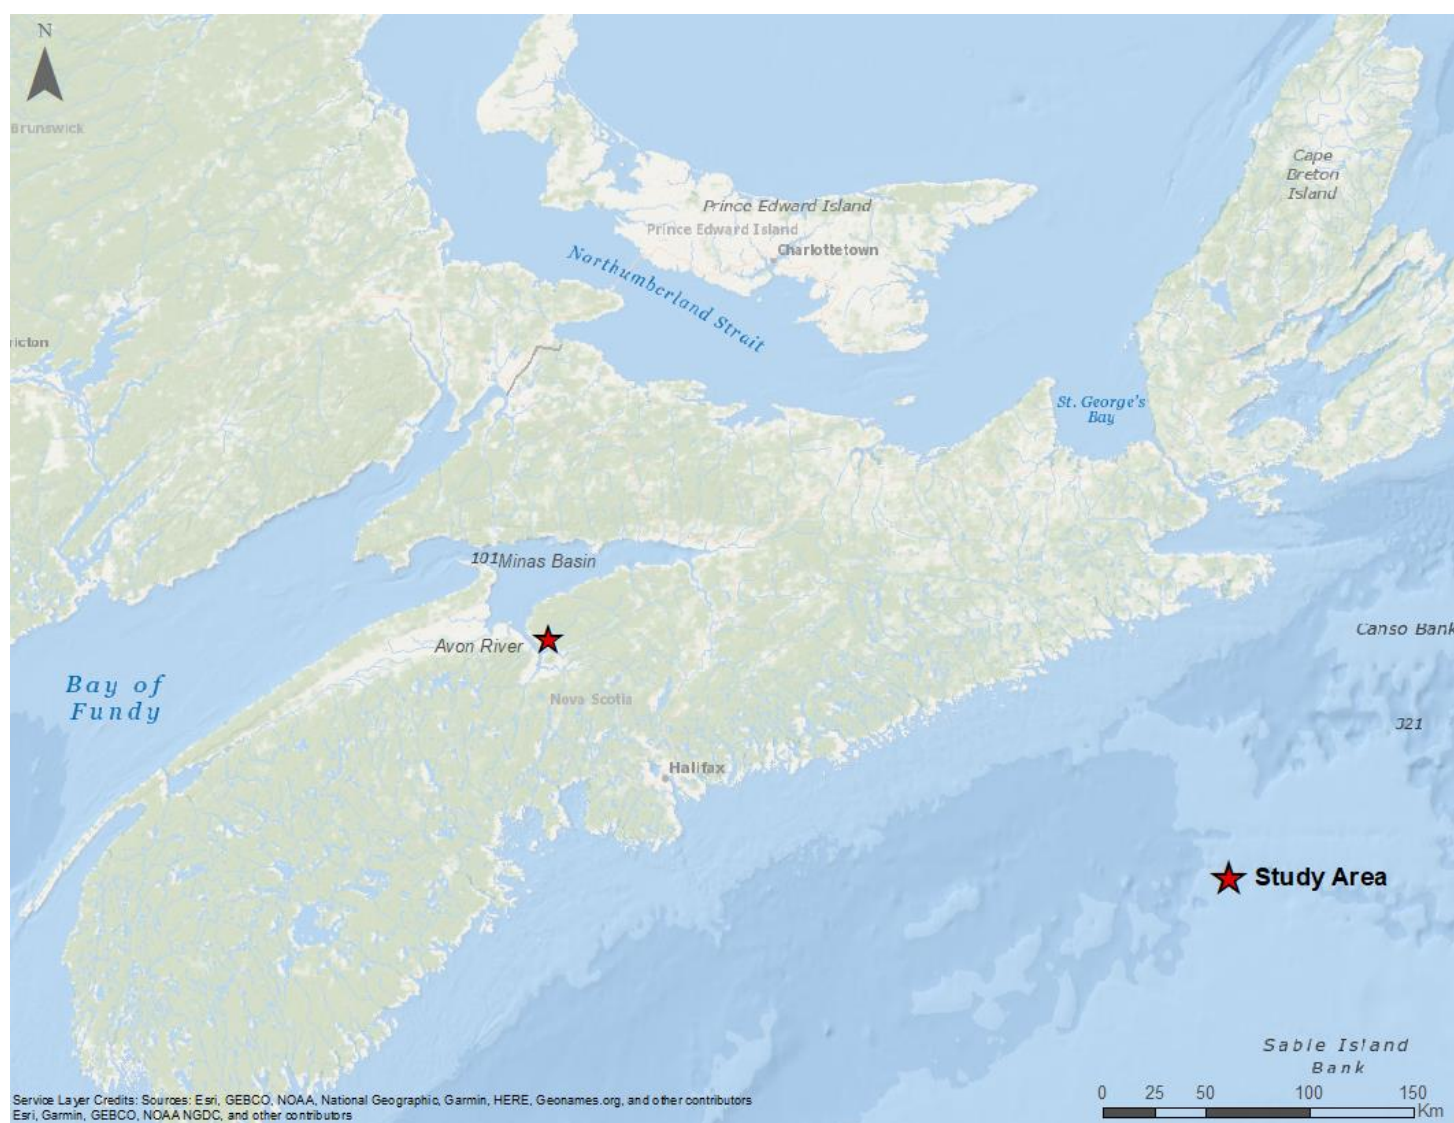 N
Brunswick
Cape
Breton
Island
Prince Edward Island
Prince Edward Island
Charlottetown
Northumberland Strait
ricton
St. George's
Bay
101
Minas Basin
Canso Bank
Avon River
Bay of
Fundy
Nova Scotia
321
Halifax
Study Area
Sable Island
Bank
0 25 50 100 150
Km
Service Layer Credits: Sources: Esri, GEBCO, NOAA, National Geographic, Garmin, HERE, Geonames.org, and other contributors
Esri, Garmin, GEBCO, NOAA NGDC, and other contributors